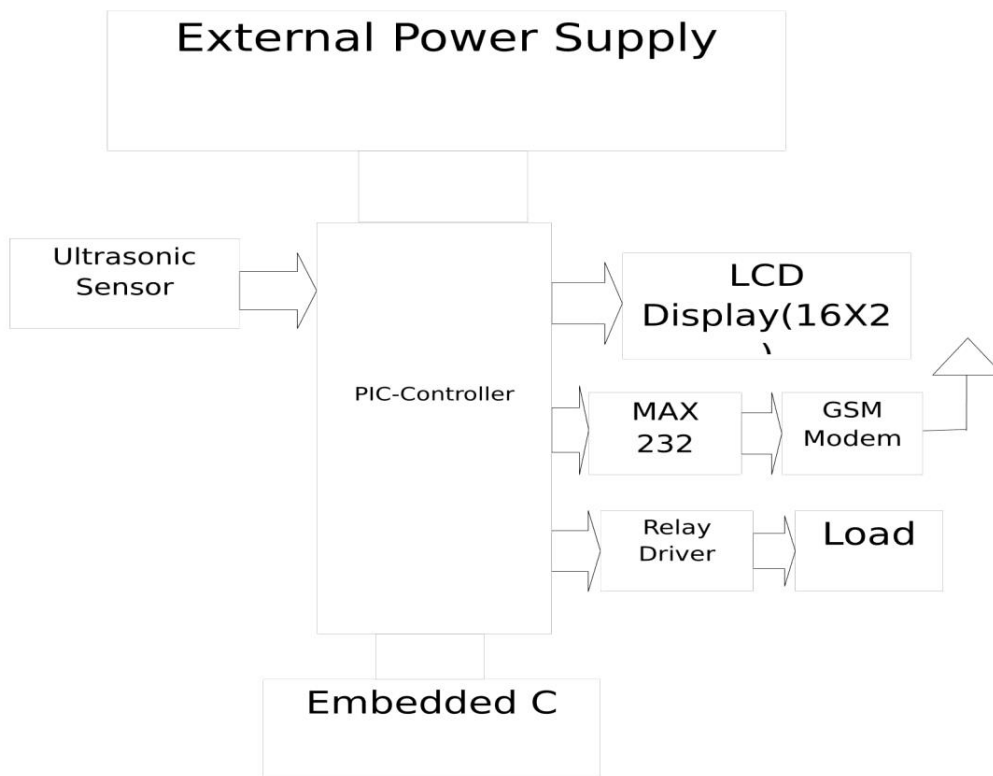 External Power Supply
Ultrasonic
Sensor
LCD
Display(16X2
)
PIC-Controller
MAX
232
GSM
Modem
Relay
Driver
Load
Embedded C